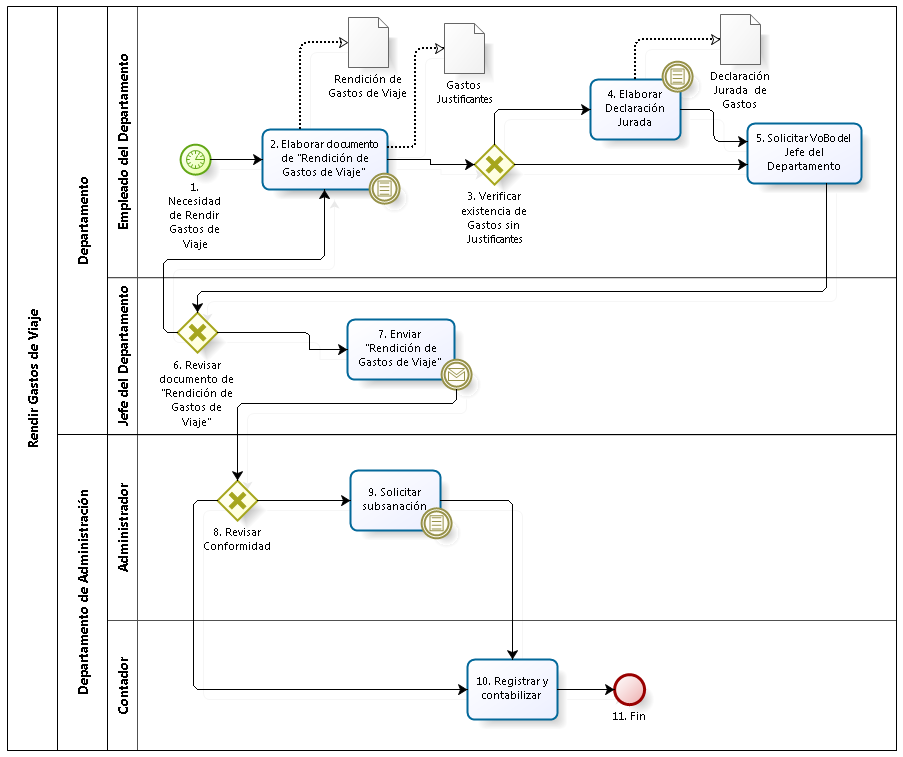 Rendir Gastos de Viaje
Departamento
Empleado del Departamento
1.
Necesidad
de Rendir
Gastos de
Viaje
2. Elaborar documento
de "Rendición de
Gastos de Viaje"
Rendición de
Gastos de Viaje
Gastos
Justificantes
3. Verificar
existencia de
Gastos sin
Justificantes
4. Elaborar
Declaración
Jurada
Declaración
Jurada de
Gastos
5. Solicitar VoBo del
Jefe del
Departamento
Jefe del Departamento
6. Revisar
documento de
"Rendición de
Gastos de
Viaje"
7. Enviar
"Rendición de
Gastos de Viaje"
Departamento de Administración
Administrador
8. Revisar
Conformidad
9. Solicitar
subsanación
Contador
10. Registrar y
contabilizar
11. Fin